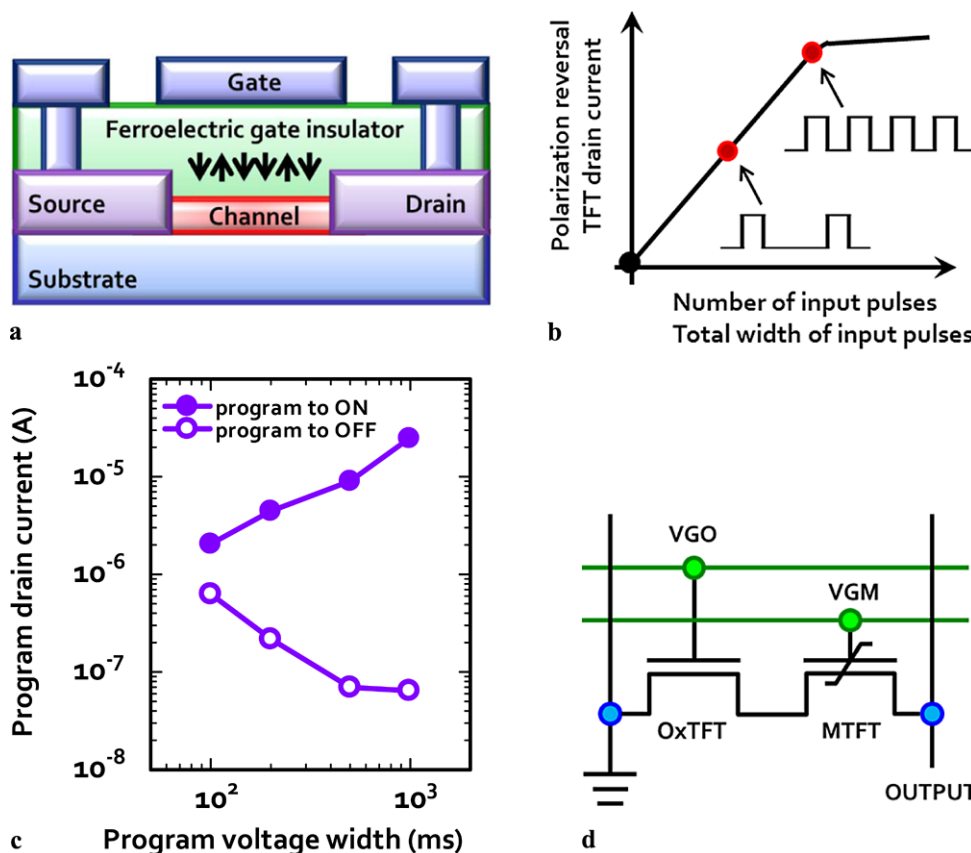 Gate
Ferroelectric gate insulator
Source
Drain
Channel
Substrate
a
Polarization reversal
TFT drain current
Number of input pulses
Total width of input pulses
b
10⁻⁴
10⁻⁵
10⁻⁶
10⁻⁷
10⁻⁸
Program drain current (A)
program to ON
program to OFF
10²
10³
Program voltage width (ms)
c
VGO
VGM
OxTFT
MTFT
OUTPUT
d